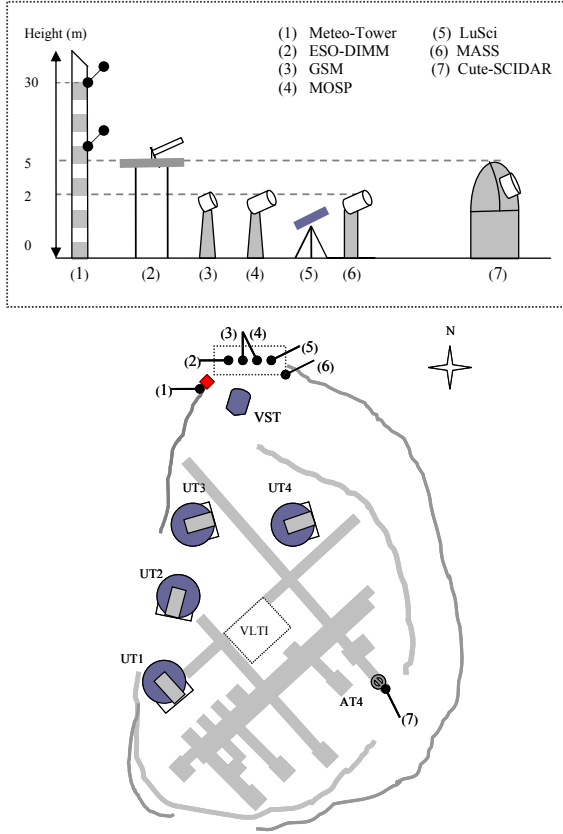 Height (m)
(1) Meteo-Tower (5) LuSci
(2) ESO-DIMM (6) MASS
(3) GSM (7) Cute-SCIDAR
(4) MOSP
30
5
2
0
(1) (2) (3) (4) (5) (6) (7)
(3) (4)
N
(2) (5)
(6)
(1)
VST
UT3 UT4
UT2
VLTI
UT1
AT4
(7)